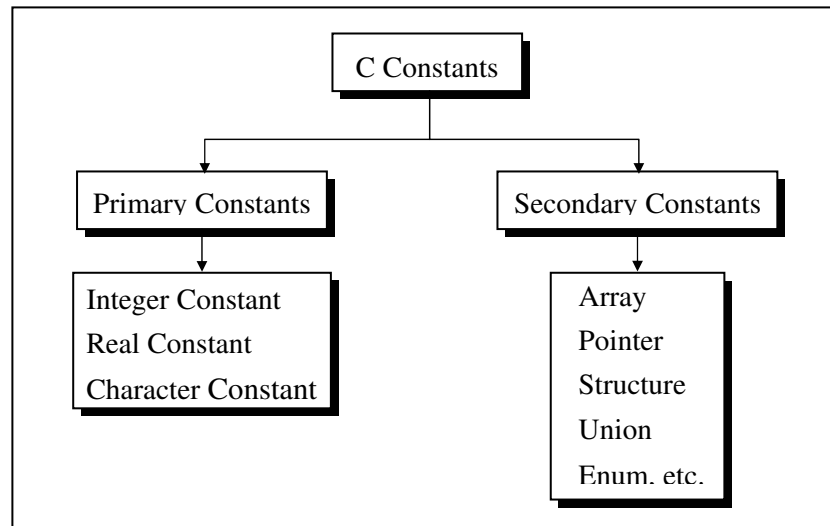 C Constants
Primary Constants
Secondary Constants
Integer Constant
Real Constant
Character Constant
Array
Pointer
Structure
Union
Enum, etc.